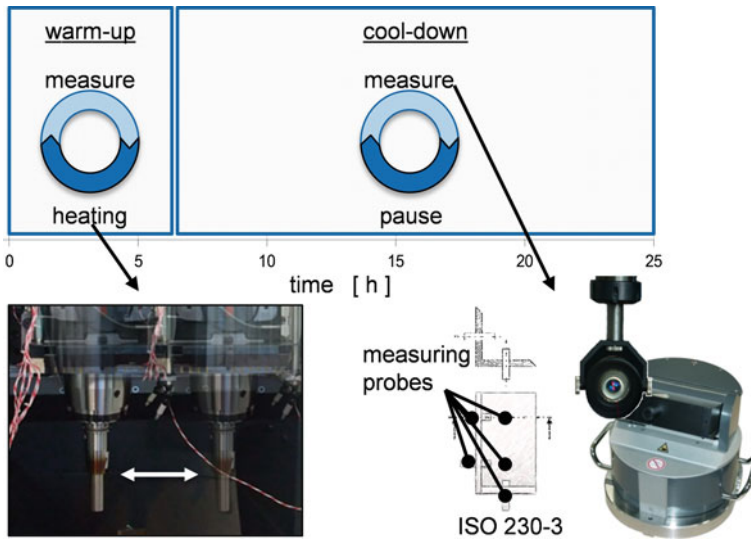 warm-up
cool-down
measure
measure
heating
pause
0 5 10 15 20 25
time [ h ]
measuring
probes
ISO 230-3